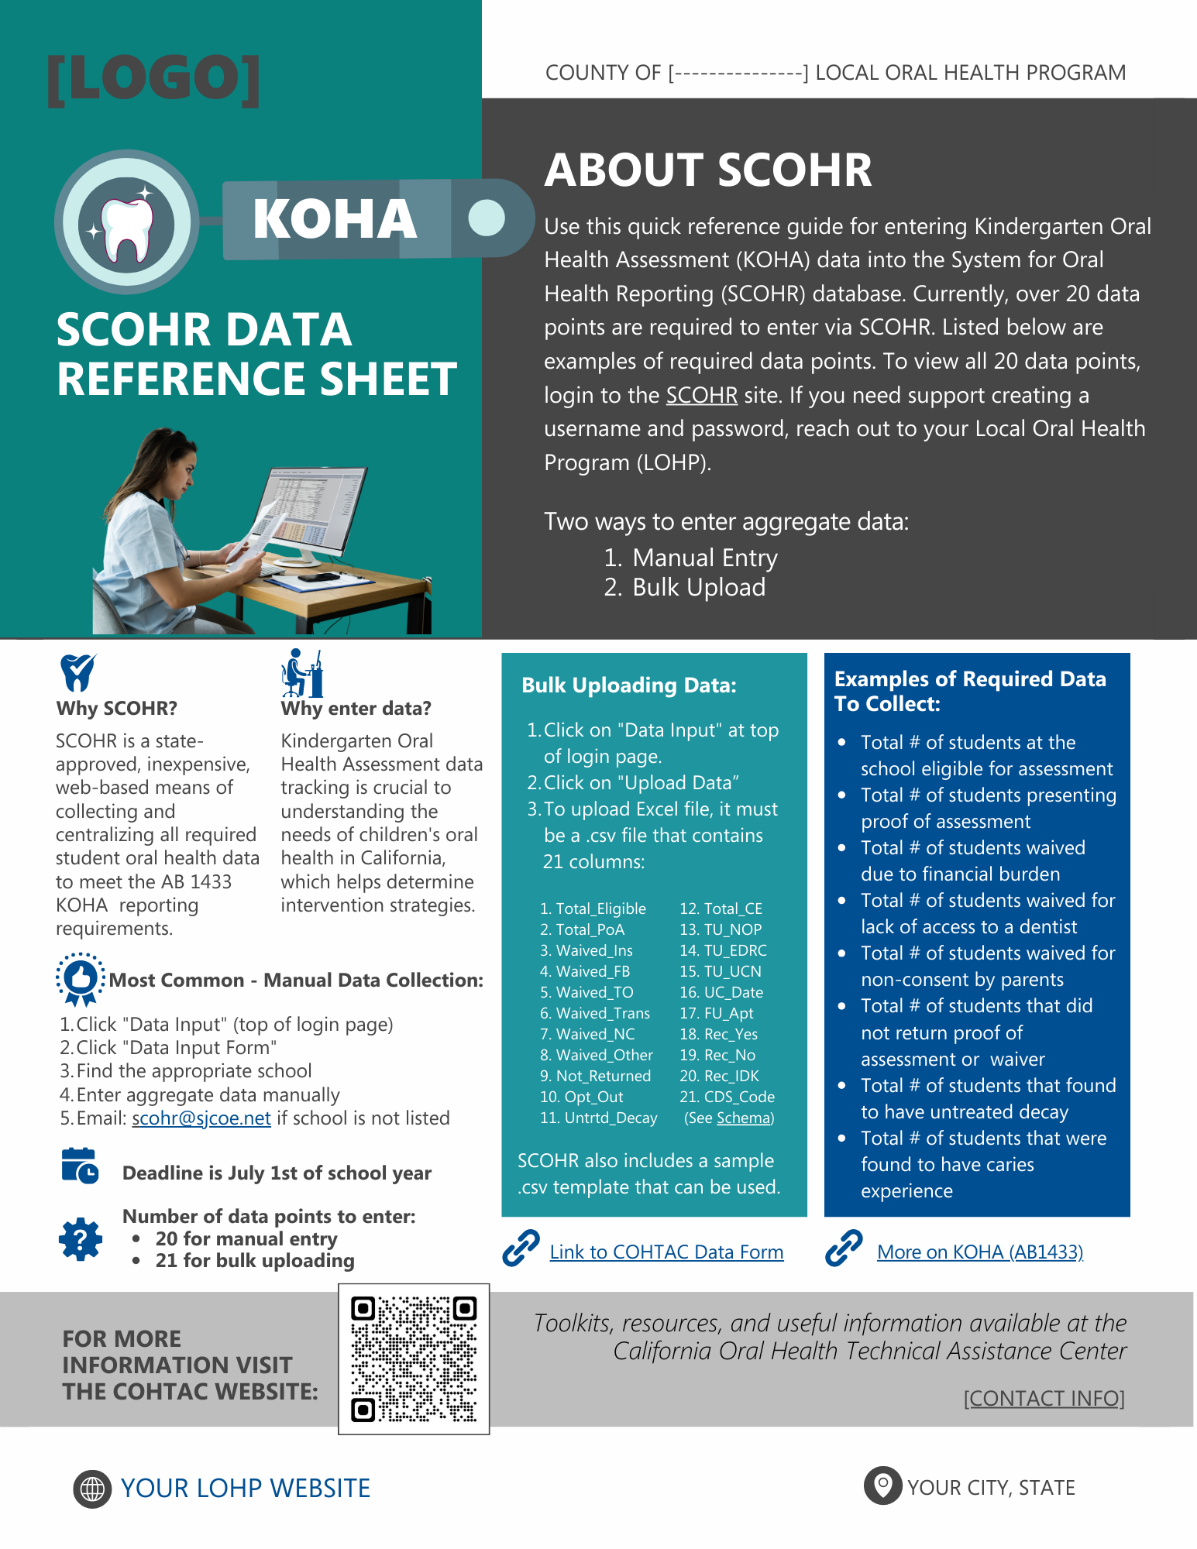 [LOGO]
COUNTY OF [---------------] LOCAL ORAL HEALTH PROGRAM
KOHA
SCOHR DATA
REFERENCE SHEET
ABOUT SCOHR
Use this quick reference guide for entering Kindergarten Oral
Health Assessment (KOHA) data into the System for Oral
Health Reporting (SCOHR) database. Currently, over 20 data
points are required to enter via SCOHR. Listed below are
examples of required data points. To view all 20 data points,
login to the SCOHR site. If you need support creating a
username and password, reach out to your Local Oral Health
Program (LOHP).
Two ways to enter aggregate data:
1. Manual Entry
2. Bulk Upload
Why SCOHR?
SCOHR is a state-
approved, inexpensive,
web-based means of
collecting and
centralizing all required
student oral health data
to meet the AB 1433
KOHA  reporting
requirements.
Why enter data?
Kindergarten Oral
Health Assessment data
tracking is crucial to
understanding the
needs of children's oral
health in California,
which helps determine
intervention strategies.
Most Common - Manual Data Collection:
1. Click "Data Input" (top of login page)
2. Click "Data Input Form"
3. Find the appropriate school
4. Enter aggregate data manually
5. Email: scohr@sjcoe.net if school is not listed
Deadline is July 1st of school year
Number of data points to enter:
• 20 for manual entry
• 21 for bulk uploading
Bulk Uploading Data:
1. Click on "Data Input" at top
of login page.
2. Click on "Upload Data”
3. To upload Excel file, it must
be a .csv file that contains
21 columns:
1. Total_Eligible
2. Total_PoA
3. Waived_Ins
4. Waived_FB
5. Waived_TO
6. Waived_Trans
7. Waived_NC
8. Waived_Other
9. Not_Returned
10. Opt_Out
11. Untrtd_Decay
12. Total_CE
13. TU_NOP
14. TU_EDRC
15. TU_UCN
16. UC_Date
17. FU_Apt
18. Rec_Yes
19. Rec_No
20. Rec_IDK
21. CDS_Code
(See Schema)
SCOHR also includes a sample
.csv template that can be used.
Examples of Required Data
To Collect:
• Total # of students at the
school eligible for assessment
• Total # of students presenting
proof of assessment
• Total # of students waived
due to financial burden
• Total # of students waived for
lack of access to a dentist
• Total # of students waived for
non-consent by parents
• Total # of students that did
not return proof of
assessment or  waiver
• Total # of students that found
to have untreated decay
• Total # of students that were
found to have caries
experience
Link to COHTAC Data Form
More on KOHA (AB1433)
FOR MORE
INFORMATION VISIT
THE COHTAC WEBSITE:
Toolkits, resources, and useful information available at the
California Oral Health Technical Assistance Center
[CONTACT INFO]
YOUR LOHP WEBSITE
YOUR CITY, STATE